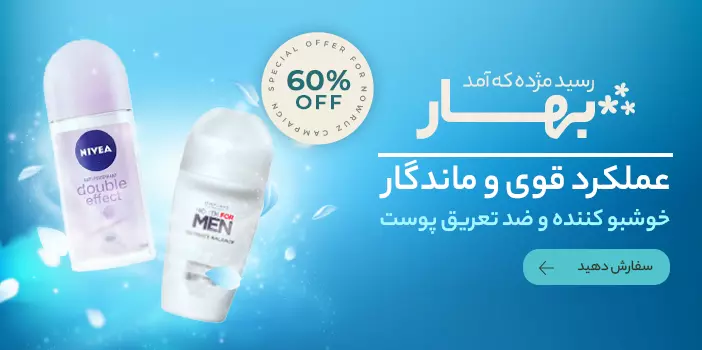 رسید مژده که آمد
بهار
عملکرد قوی و ماندگار
خوشبو کننده و ضد تعریق پوست
سفارش دهید
60%
OFF
SPECIAL OFFER FOR NOWRUZ CAMPAIGN
NIVEA
double
effect
FOR
MEN